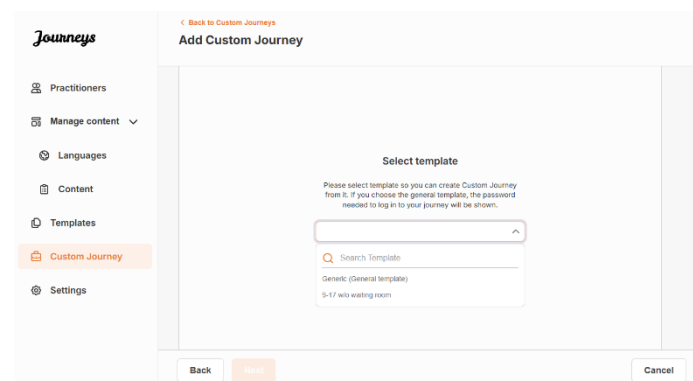 Journeys
Practitioners
Manage content
Languages
Content
Templates
Custom Journey
Settings
Back to Custom Journeys
Add Custom Journey
Select template
Please select template so you can create Custom Journey
from it. If you choose the general template, the password
needed to log in to your journey will be shown.
Search Template
Generic (General template)
5-17 w/o waiting room
Back
Next
Cancel